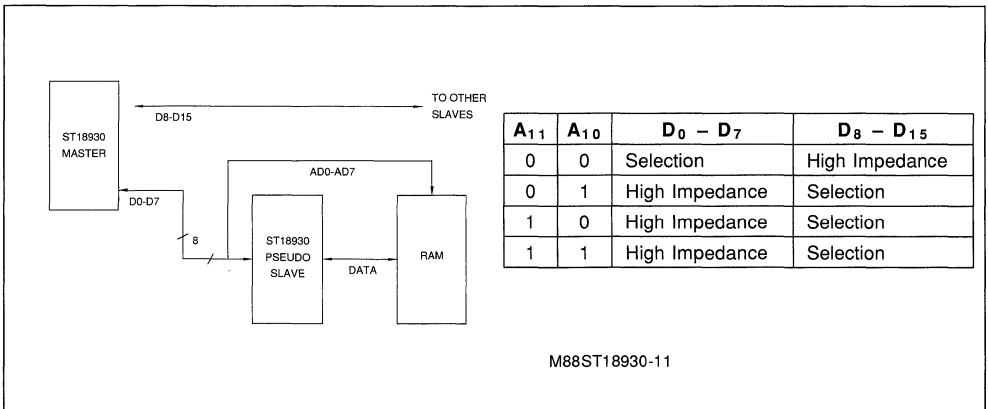 TO OTHER
SLAVES
D8-D15
ST18930
MASTER
AD0-AD7
D0-D7
8
ST18930
PSEUDO
SLAVE
DATA
RAM
A11 A10 D0 – D7 D8 – D15
0 0 Selection High Impedance
0 1 High Impedance Selection
1 0 High Impedance Selection
1 1 High Impedance Selection
M88ST18930-11